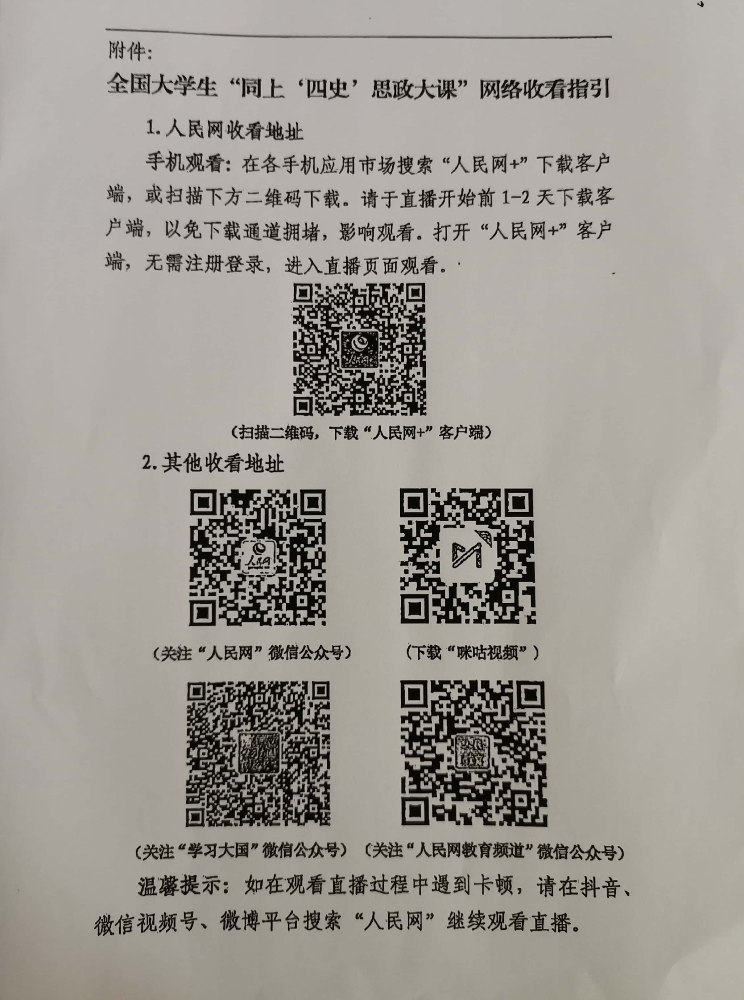 附件：
全国大学生“同上‘四史’思政大课”网络收看指引
1.人民网收看地址
手机观看：在各手机应用市场搜索“人民网+”下载客户
端，或扫描下方二维码下载。请于直播开始前 1-2 天下载客
户端，以免下载通道拥堵，影响观看。打开“人民网+”客户
端，无需注册登录，进入直播页面观看。
人民网
（扫描二维码，下载“人民网+”客户端）
2.其他收看地址
人民网
（关注“人民网”微信公众号）
（下载“咪咕视频”）
（关注“学习大国”微信公众号）（关注“人民网教育频道”微信公众号）
温馨提示：如在观看直播过程中遇到卡顿，请在抖音、
微信视频号、微博平台搜索“人民网”继续观看直播。